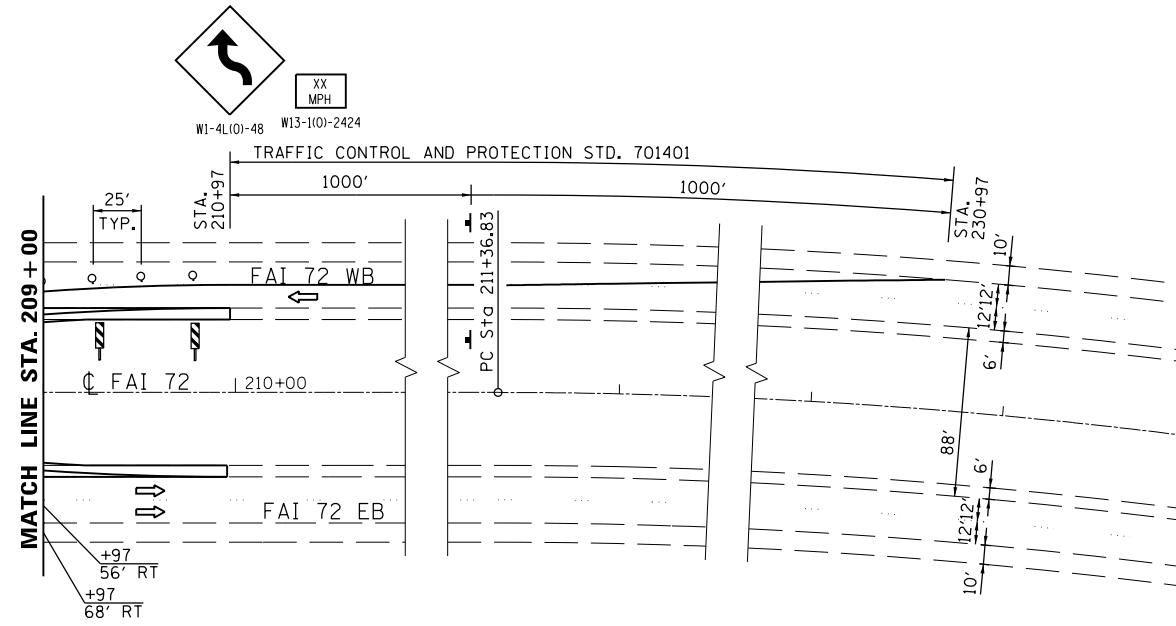 XX
MPH
W1-4L(O)-48
W13-1(O)-2424
TRAFFIC CONTROL AND PROTECTION STD. 701401
1000'
1000'
25'
TYP.
STA.
210+97
STA.
230+97
MATCH LINE STA. 209+00
FAI 72 WB
PC Sta 211+36.83
10'
12'
12'
6'
℄ FAI 72
210+00
88'
6'
12'
12'
10'
FAI 72 EB
+97
56' RT
+97
68' RT